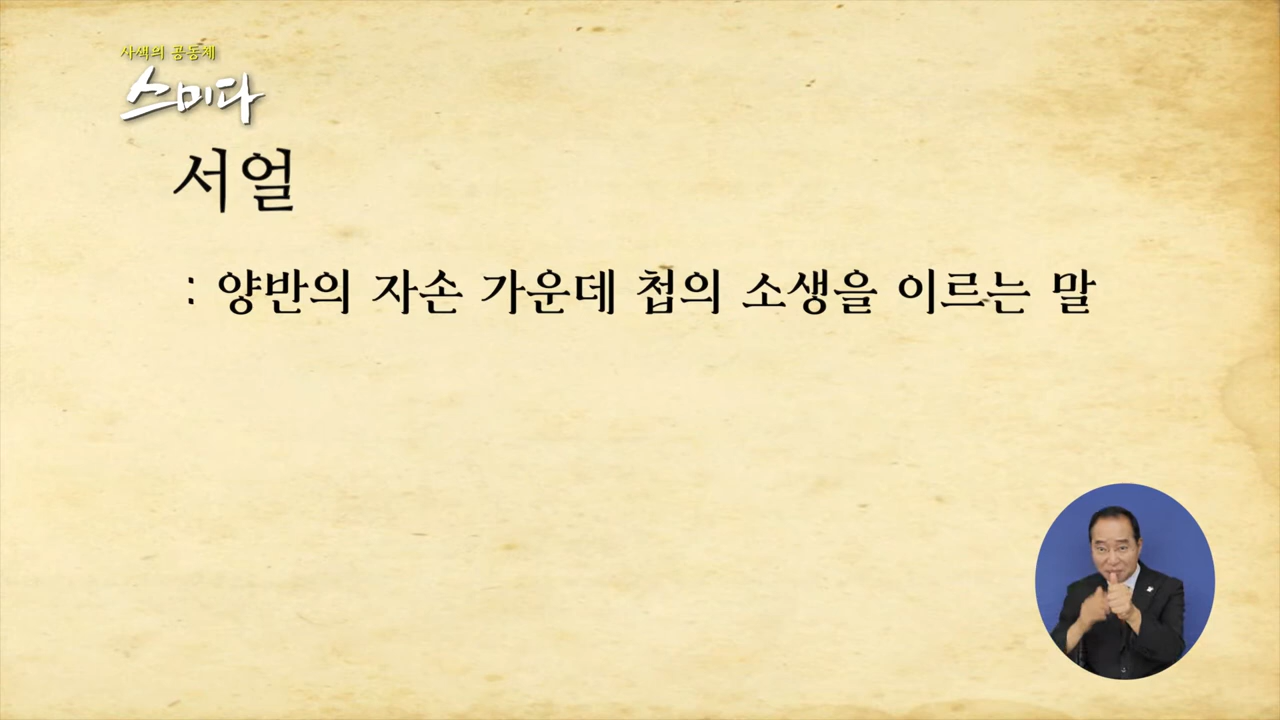 사색의 공동체
스미다
서얼
: 양반의 자손 가운데 첩의 소생을 이르는 말